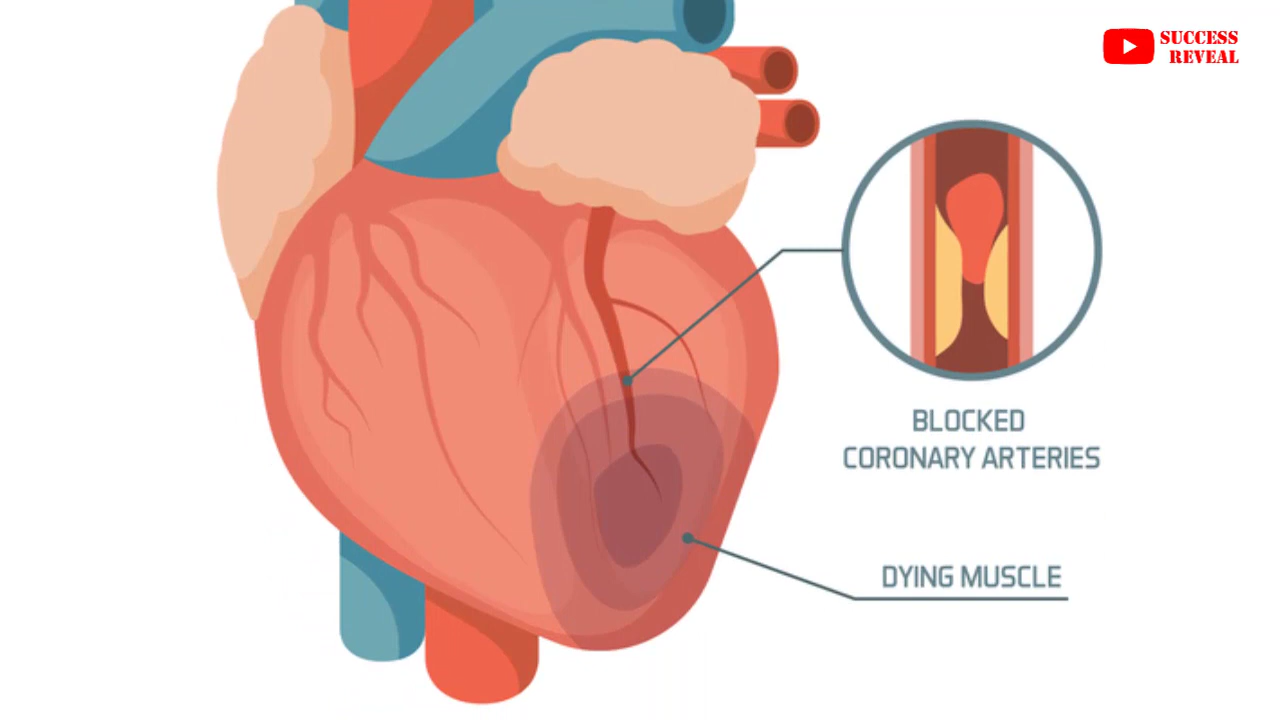 SUCCESS
REVEAL
BLOCKED
CORONARY ARTERIES
DYING MUSCLE